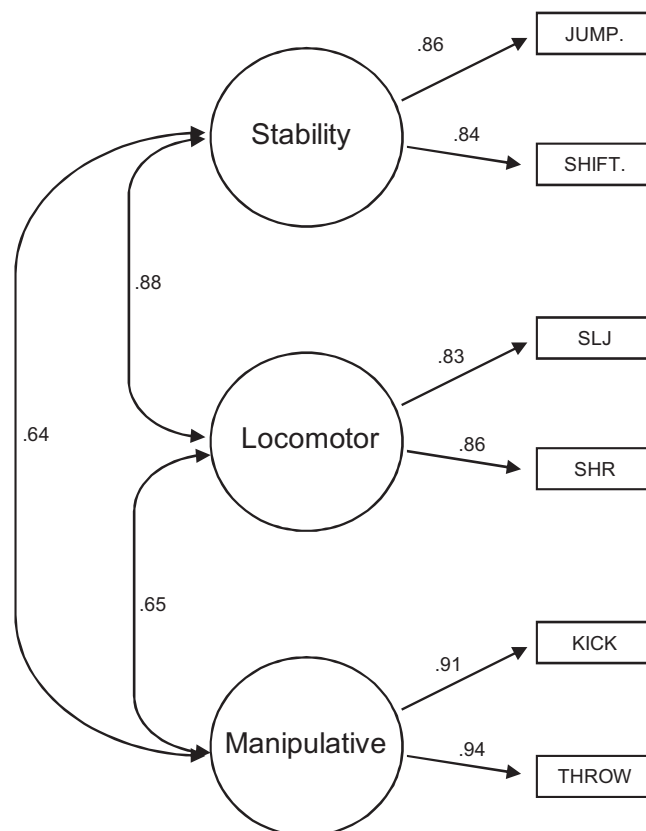 JUMP.
.86
Stability
.84
SHIFT.
.88
SLJ
.83
Locomotor
.64
.86
SHR
.65
KICK
.91
Manipulative
.94
THROW